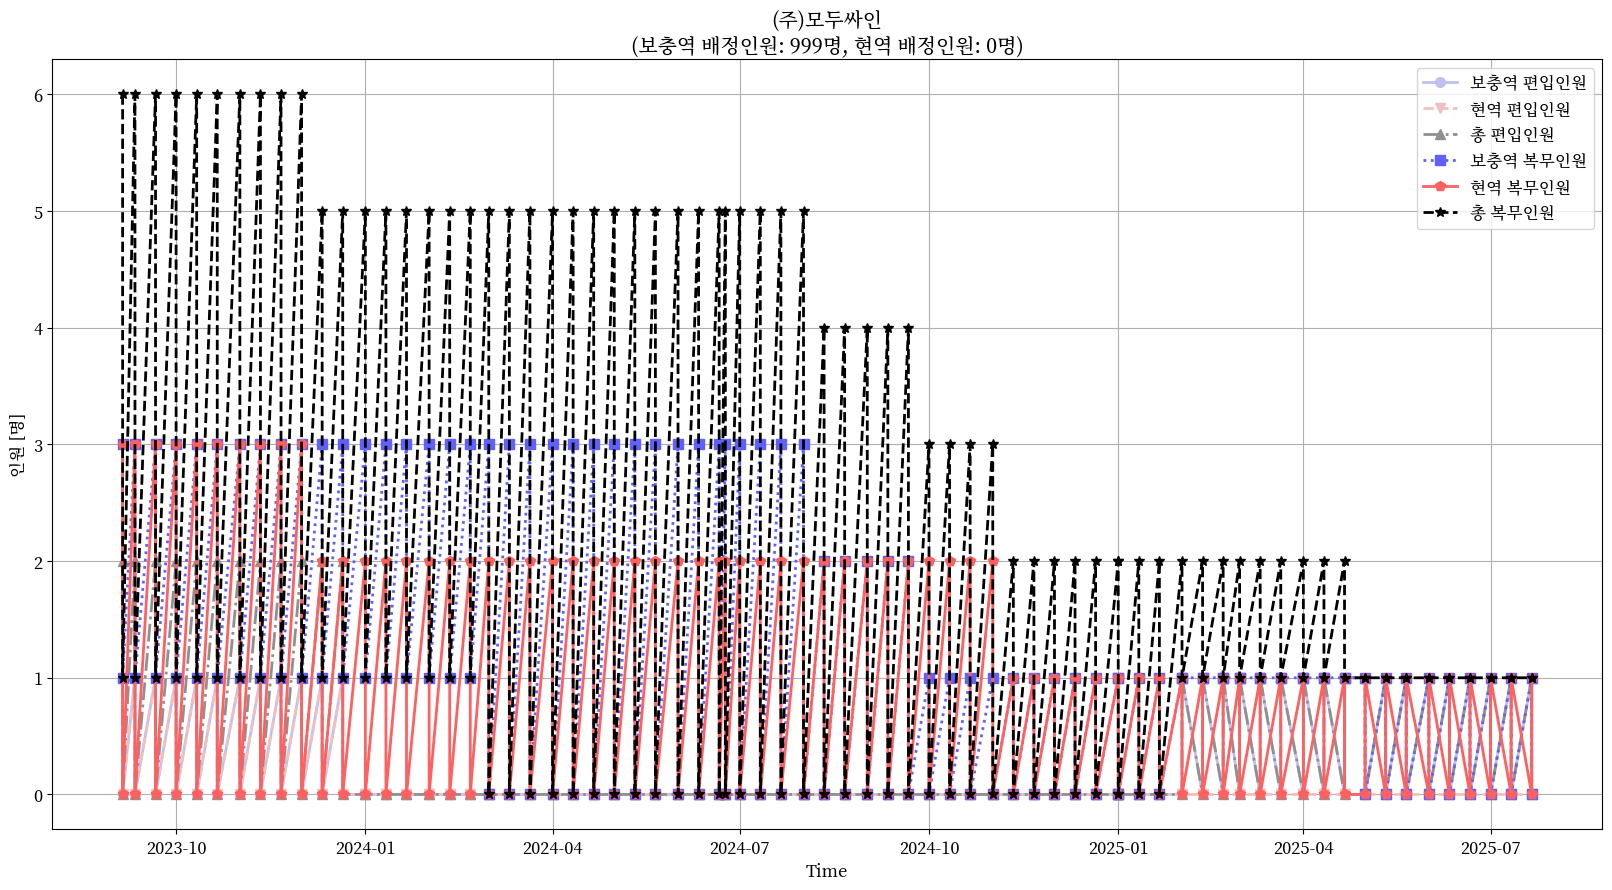 (주)모두싸인
(보충역 배정인원: 999명, 현역 배정인원: 0명)
보충역 편입인원
현역 편입인원
총 편입인원
보충역 복무인원
현역 복무인원
총 복무인원
인원 [명]
6
5
4
3
2
1
0
2023-10
2024-01
2024-04
2024-07
2024-10
2025-01
2025-04
2025-07
Time